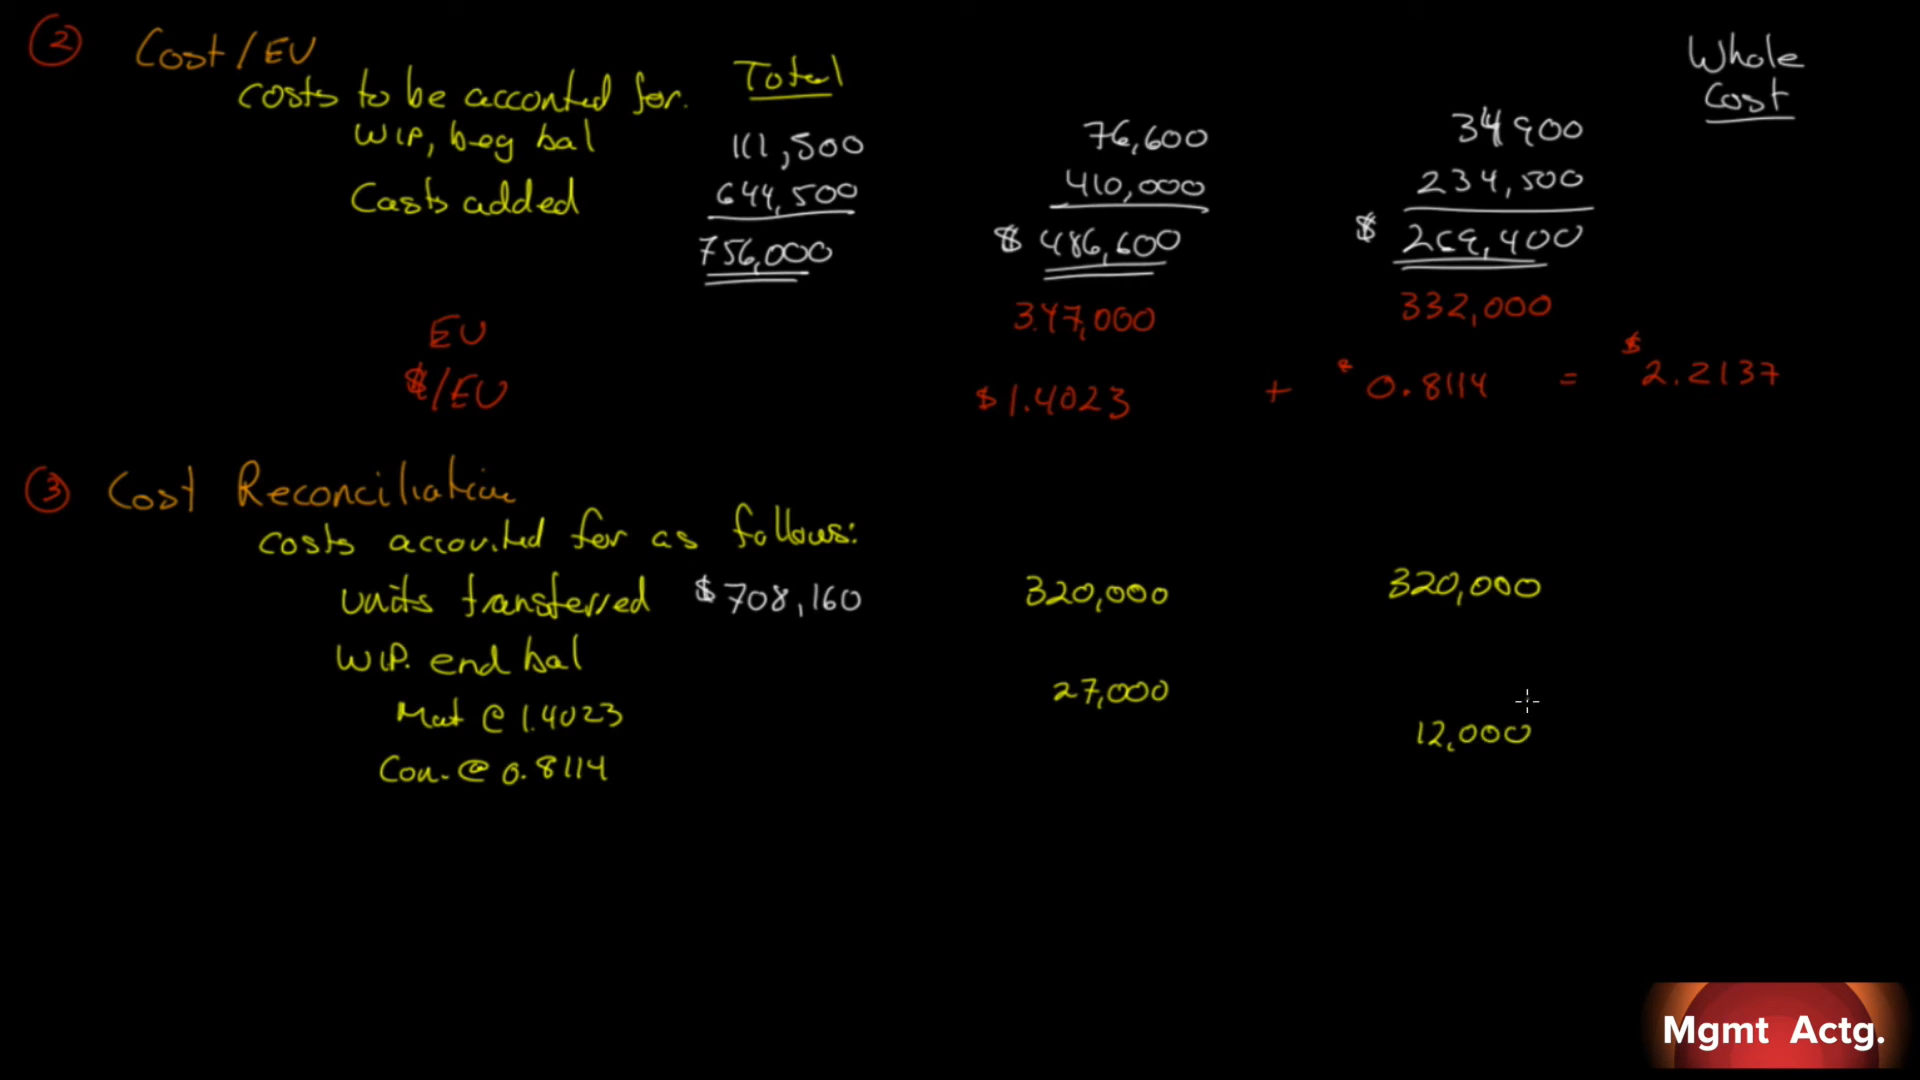 ② Cost/EU
Whole Cost
costs to be acconted for. Total
WIP, beg bal 111,500 76,600 34,900
Costs added 644,500 410,000 234,500
756,000 $ 486,600 $ 269,400
EU 347,000 332,000
$/EU $1.4023 + $0.8114 = $2.2137
③ Cost Reconciliation
costs accounted for as follows:
units transferred $708,160 320,000 320,000
WIP. end bal
Mat @ 1.4023 27,000
Con. @ 0.8114 12,000
Mgmt Actg.